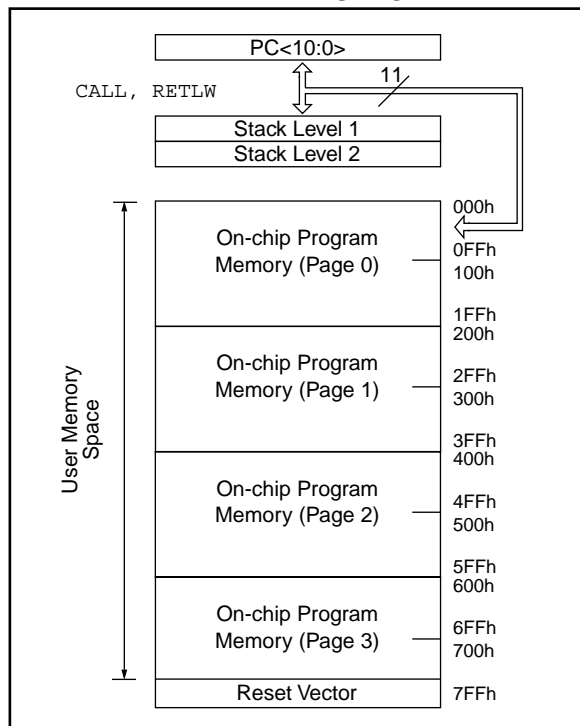 PC<10:0>
CALL, RETLW
11
Stack Level 1
Stack Level 2
User Memory
Space
000h
On-chip Program
Memory (Page 0)
0FFh
100h
1FFh
200h
On-chip Program
Memory (Page 1)
2FFh
300h
3FFh
400h
On-chip Program
Memory (Page 2)
4FFh
500h
5FFh
600h
On-chip Program
Memory (Page 3)
6FFh
700h
Reset Vector
7FFh